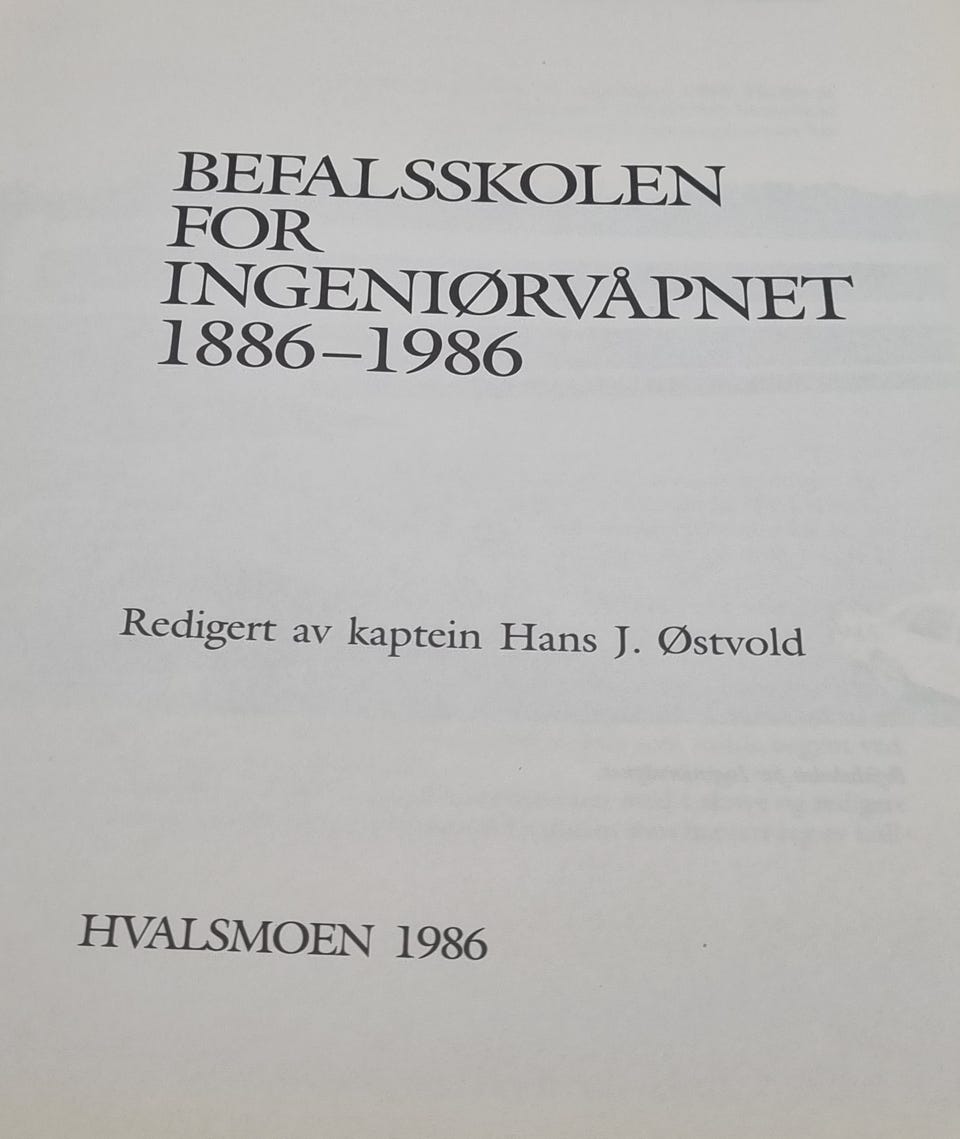 BEFALSSKOLEN
FOR
INGENIØRVÅPNET
1886–1986
Redigert av kaptein Hans J. Østvold
HVALSMOEN 1986